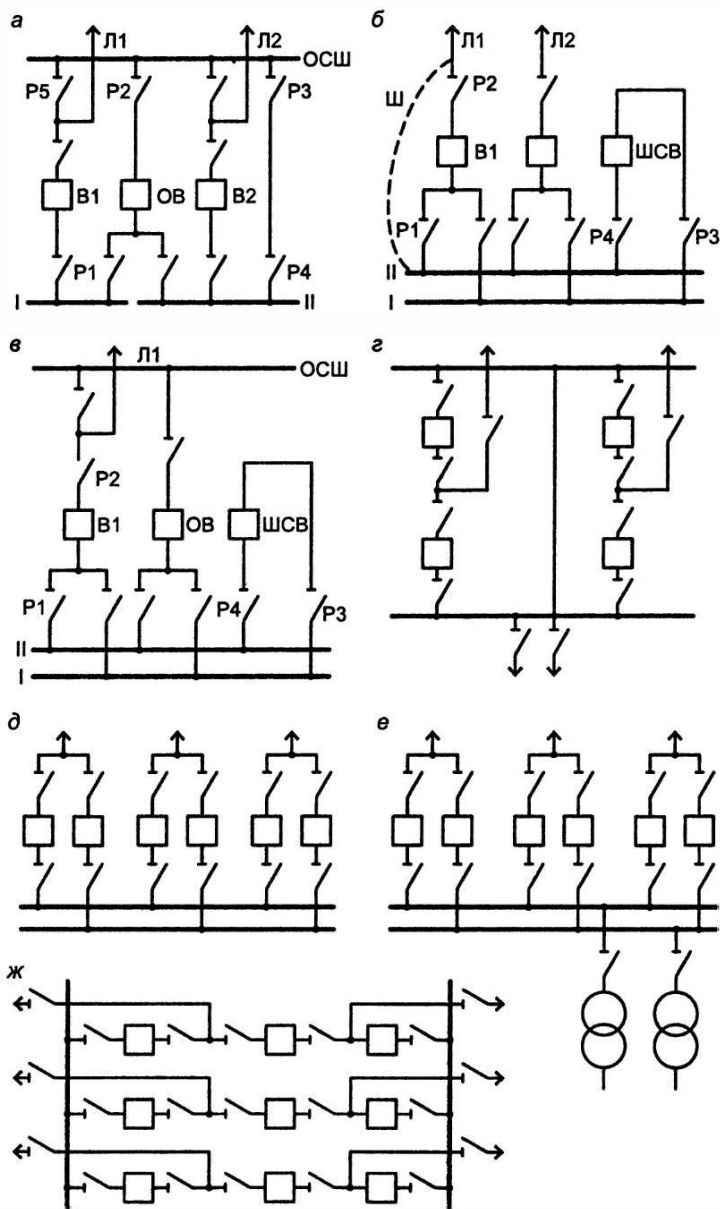 а
Л1
Л2
ОСШ
Р5
Р2
Р3
В1
ОВ
В2
Р1
Р4
I
II
б
Л1
Л2
Ш
Р2
В1
ШСВ
Р1
Р4
Р3
II
I
в
Л1
ОСШ
Р2
В1
ОВ
ШСВ
Р1
Р4
Р3
II
I
г
д
е
ж